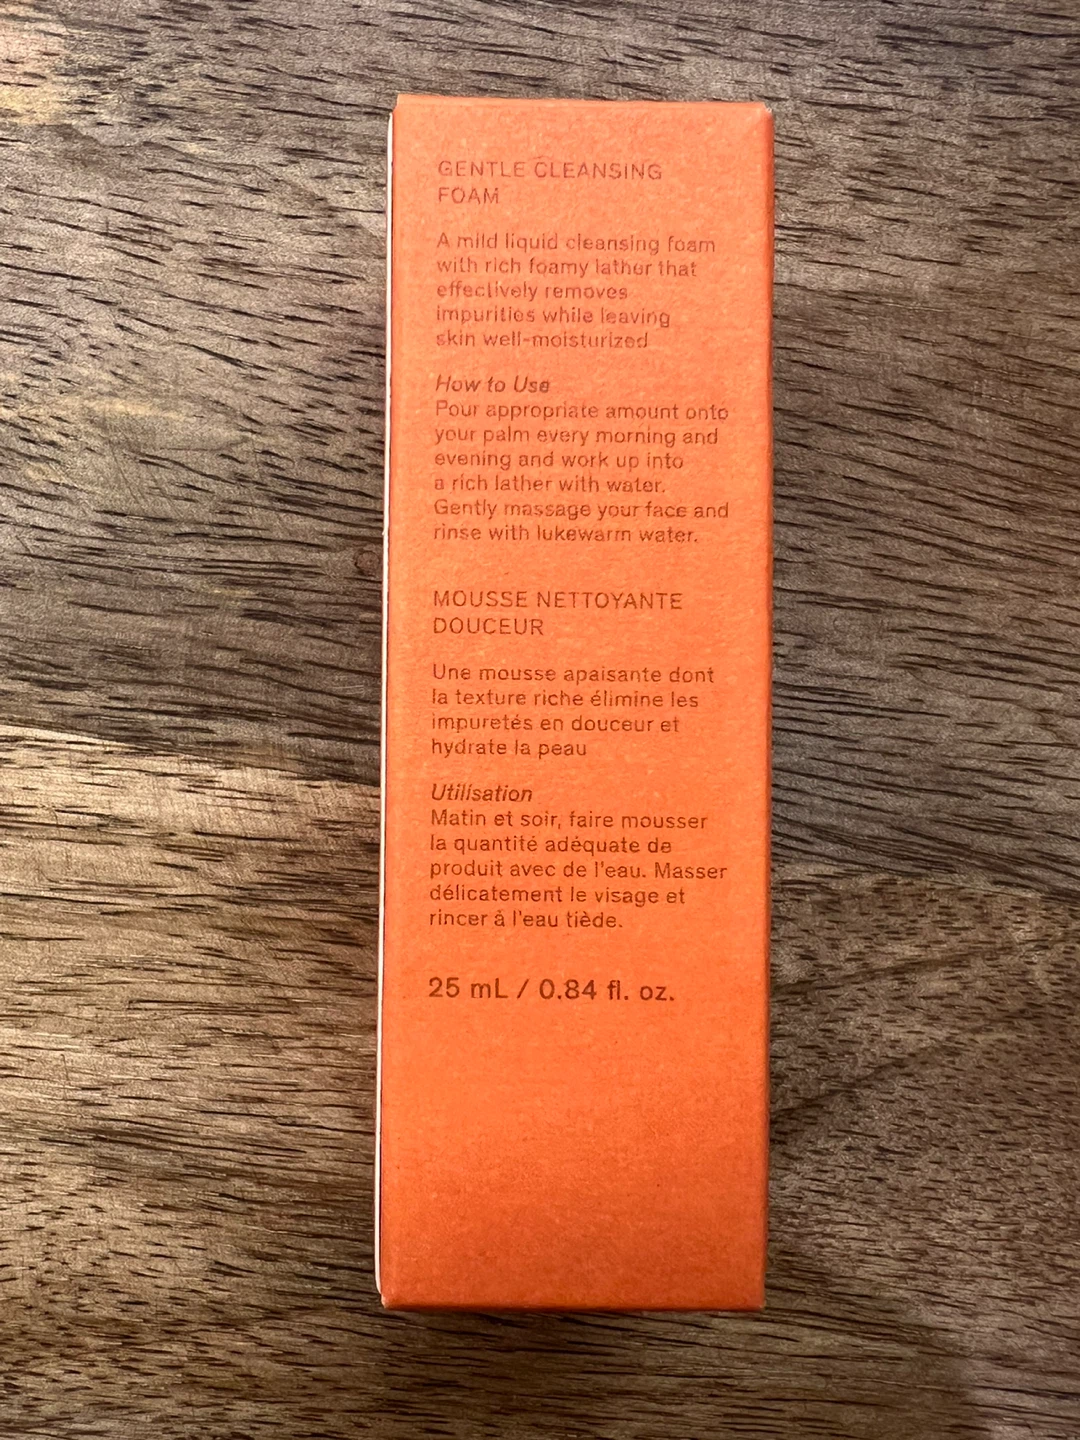 GENTLE CLEANSING
FOAM
A mild liquid cleansing foam
with rich foamy lather that
effectively removes
impurities while leaving
skin well-moisturized
How to Use
Pour appropriate amount onto
your palm every morning and
evening and work up into
a rich lather with water.
Gently massage your face and
rinse with lukewarm water.
MOUSSE NETTOYANTE
DOUCEUR
Une mousse apaisante dont
la texture riche élimine les
impuretés en douceur et
hydrate la peau
Utilisation
Matin et soir, faire mousser
la quantité adéquate de
produit avec de l'eau. Masser
délicatement le visage et
rincer à l'eau tiède.
25 mL / 0.84 fl. oz.